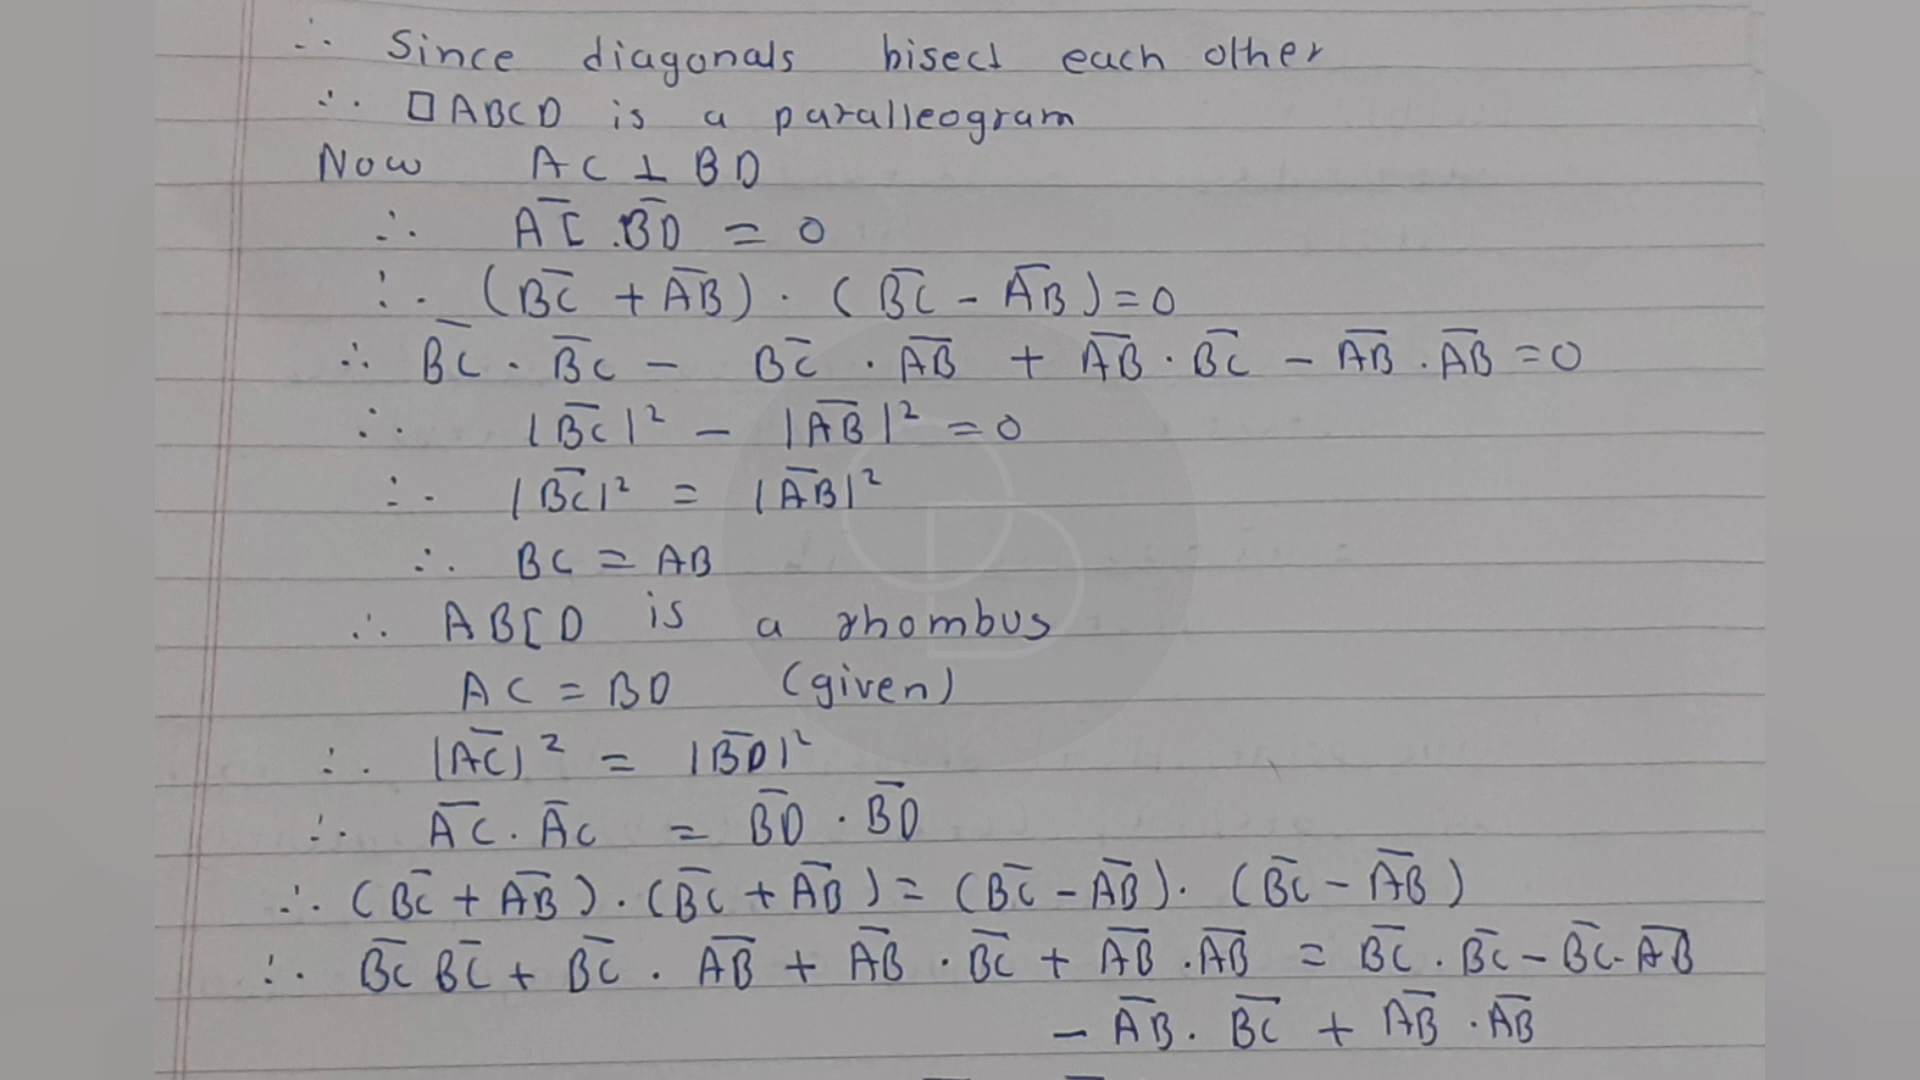 ∴ Since diagonals bisect each other
∴ □ABCD is a paralleogram
Now AC ⊥ BD
∴ A̅C̅ . B̅D̅ = 0
∴ (B̅C̅ + A̅B̅) · (B̅C̅ - A̅B̅) = 0
∴ B̅C̅ · B̅C̅ - B̅C̅ · A̅B̅ + A̅B̅ · B̅C̅ - A̅B̅ . A̅B̅ = 0
∴ |B̅C̅|² - |A̅B̅|² = 0
∴ |B̅C̅|² = |A̅B̅|²
∴ BC = AB
∴ ABCD is a rhombus
AC = BD (given)
∴ |A̅C̅|² = |B̅D̅|²
∴ A̅C̅ . A̅C̅ = B̅D̅ · B̅D̅
∴ (B̅C̅ + A̅B̅) · (B̅C̅ + A̅B̅) = (B̅C̅ - A̅B̅) · (B̅C̅ - A̅B̅)
∴ B̅C̅ B̅C̅ + B̅C̅ . A̅B̅ + A̅B̅ · B̅C̅ + A̅B̅ . A̅B̅ = B̅C̅ . B̅C̅ - B̅C̅ . A̅B̅
- A̅B̅ . B̅C̅ + A̅B̅ . A̅B̅